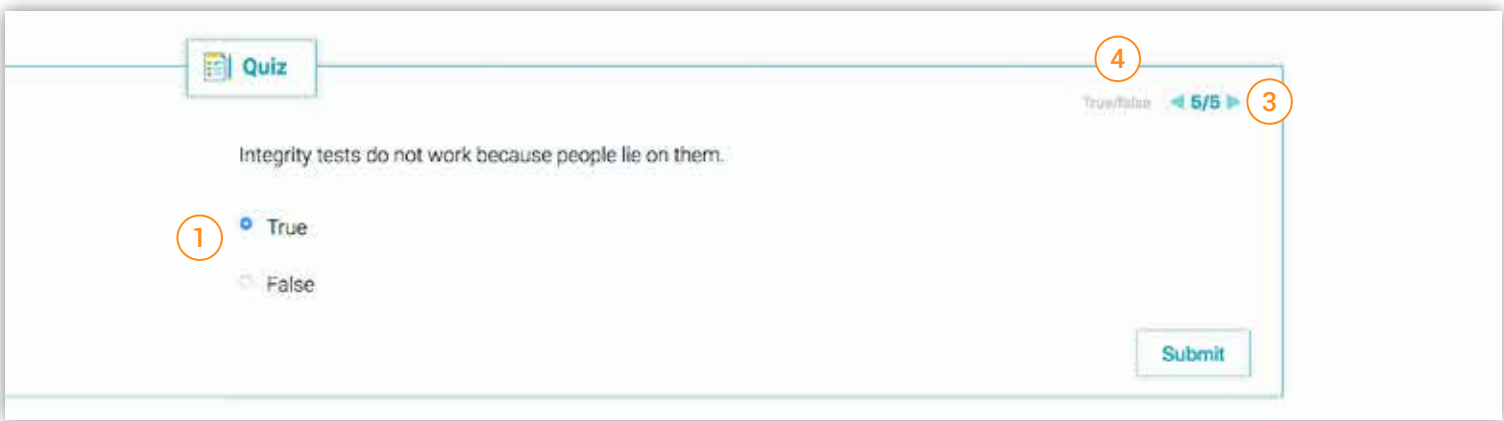 Quiz
4
True/false
5/5
3
Integrity tests do not work because people lie on them.
1
True
False
Submit